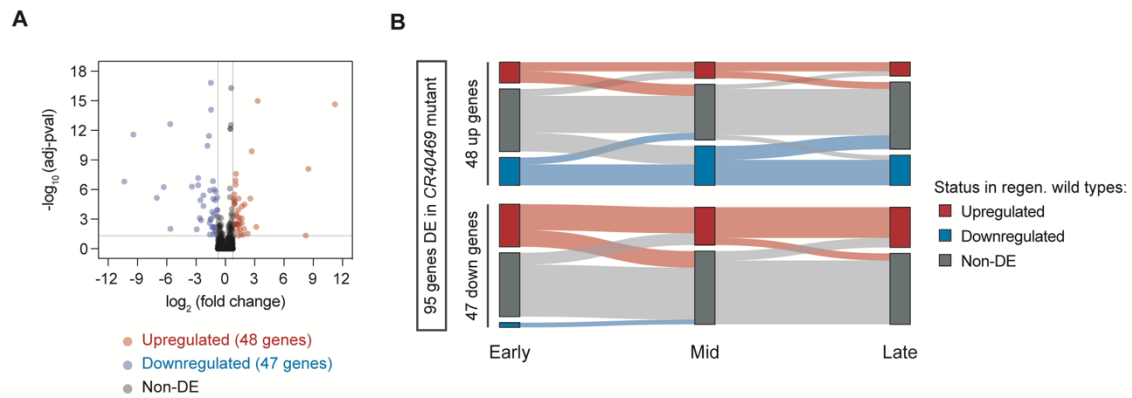 A
-log10 (adj-pval)
18
15
12
9
6
3
0
-12 -9 -6 -3 0 3 6 9 12
log2 (fold change)
Upregulated (48 genes)
Downregulated (47 genes)
Non-DE
B
95 genes DE in CR40469 mutant
48 up genes
47 down genes
Early Mid Late
Status in regen. wild types:
Upregulated
Downregulated
Non-DE